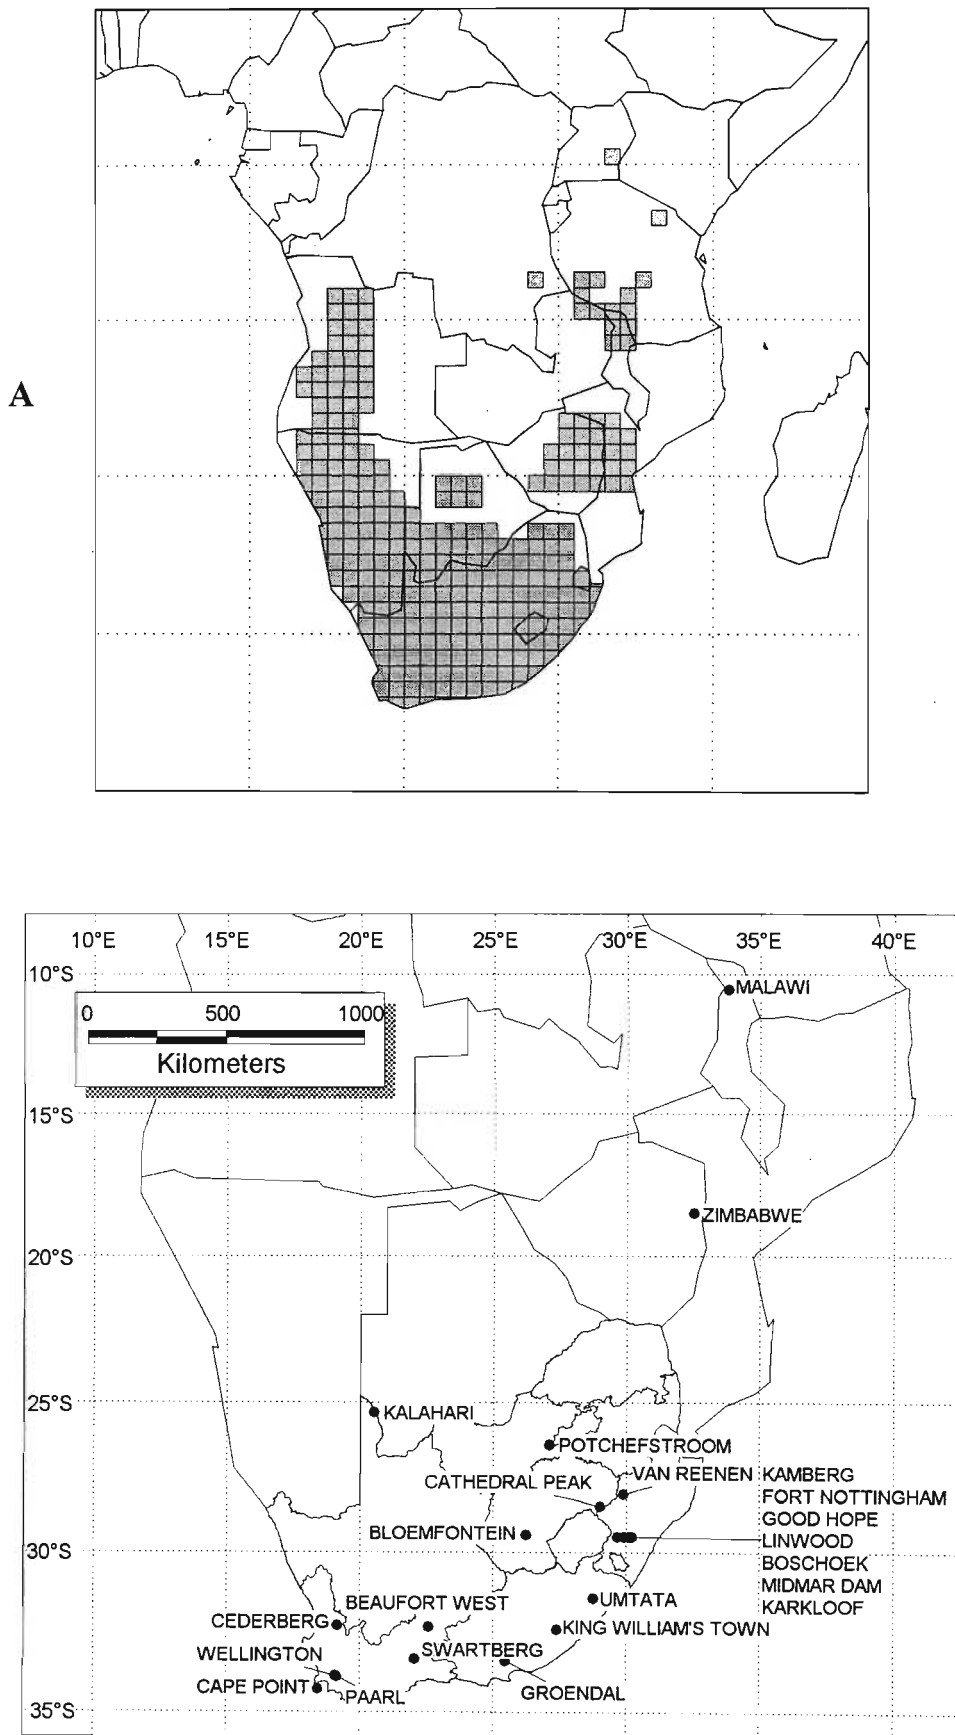 A
10°E 15°E 20°E 25°E 30°E 35°E 40°E
10°S
MALAWI
0 500 1000
Kilometers
15°S
ZIMBABWE
20°S
25°S
KALAHARI
POTCHEFSTROOM
CATHEDRAL PEAK
VAN REENEN
KAMBERG
FORT NOTTINGHAM
GOOD HOPE
BLOEMFONTEIN
LINWOOD
30°S
BOSCHOEK
MIDMAR DAM
KARKLOOF
BEAUFORT WEST
UMTATA
CEDERBERG
KING WILLIAM'S TOWN
WELLINGTON
SWARTBERG
CAPE POINT
PAARL
GROENDAL
35°S